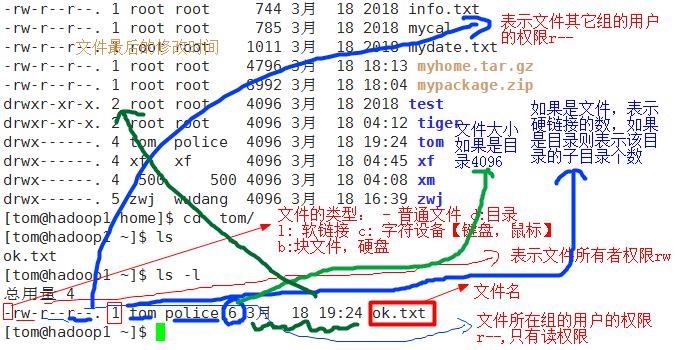 -rw-r--r--. 1 root root 744 3月 18 2018 info.txt
-rw-r--r--. 1 root root 785 3月 18 2018 mycal
-rw-r--r--. 1 root root 1011 3月 18 2018 mydate.txt
-rw-r--r--. 1 root root 4796 3月 18 18:13 myhome.tar.gz
-rw-r--r--. 1 root root 8992 3月 18 18:04 mypackage.zip
drwxr-xr-x. 2 root root 4096 3月 18 2018 test
drwxr-xr-x. 2 root root 4096 3月 18 04:12 tiger
drwx------. 4 tom police 4096 3月 18 19:24 tom
drwx------. 4 xf xf 4096 3月 18 04:45 xf
drwx------. 4 500 500 4096 3月 18 04:08 xm
drwx------. 5 zwj wudang 4096 3月 18 16:39 zwj
[tom@hadoop1 home]$ cd tom/
[tom@hadoop1 ~]$ ls
ok.txt
[tom@hadoop1 ~]$ ls -l
总用量 4
-rw-r--r--. 1 tom police 6 3月 18 19:24 ok.txt
[tom@hadoop1 ~]$
文件最后的修改时间
表示文件其它组的用户
的权限r---
文件大小
如果是目
录4096
如果是文件，表示
硬链接的数，如果
是目录则表示该目
录的子目录个数
文件的类型： - 普通文件 d:目录
l: 软链接 c: 字符设备【键盘，鼠标】
b:块文件，硬盘
表示文件所有者权限rw
文件名
文件所在组的用户的权限
r--,只有读权限